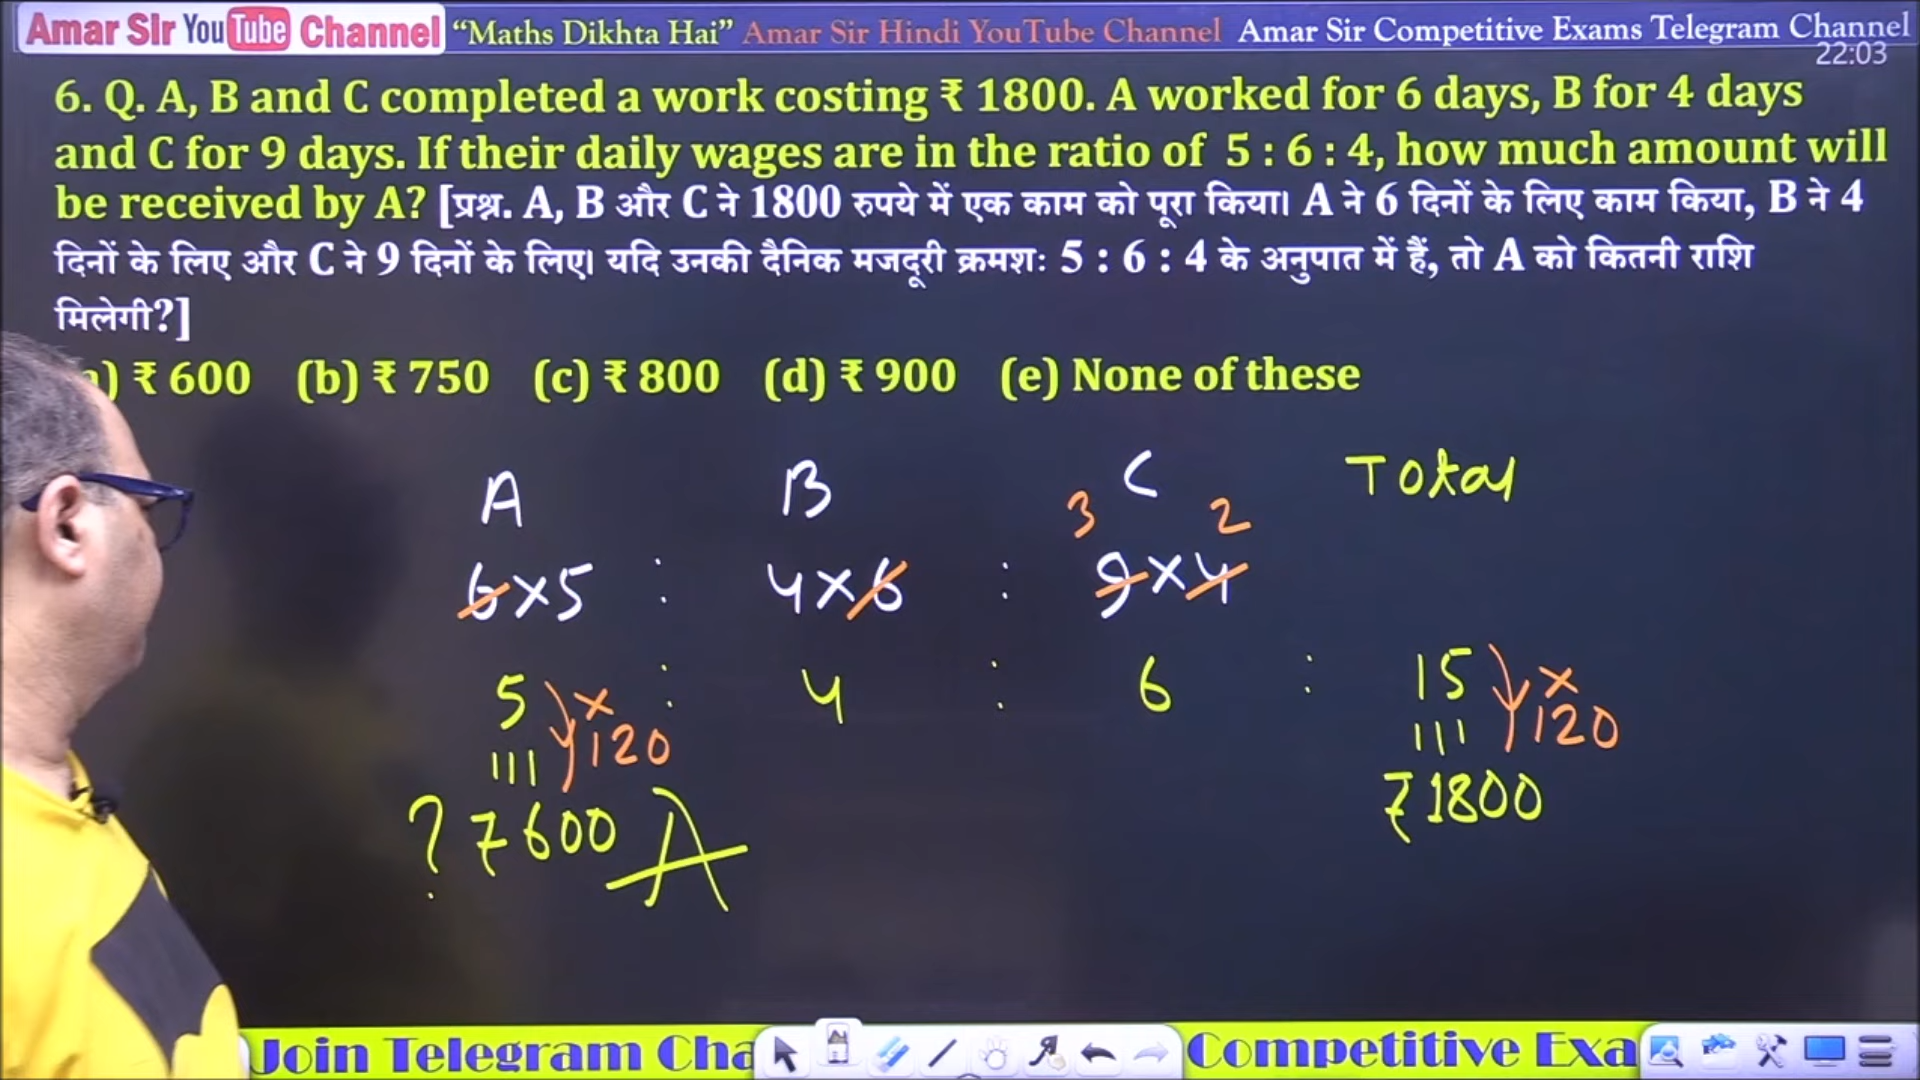 Amar Sir YouTube Channel "Maths Dikhta Hai" Amar Sir Hindi YouTube Channel Amar Sir Competitive Exams Telegram Channel
22:03
6. Q. A, B and C completed a work costing ₹ 1800. A worked for 6 days, B for 4 days
and C for 9 days. If their daily wages are in the ratio of 5 : 6 : 4, how much amount will
be received by A? [प्रश्न. A, B और C ने 1800 रुपये में एक काम को पूरा किया। A ने 6 दिनों के लिए काम किया, B ने 4
दिनों के लिए और C ने 9 दिनों के लिए। यदि उनकी दैनिक मजदूरी क्रमशः 5 : 6 : 4 के अनुपात में हैं, तो A को कितनी राशि
मिलेगी?]
) ₹ 600 (b) ₹ 750 (c) ₹ 800 (d) ₹ 900 (e) None of these
A B C Total
3 2
6×5 : 4×6 : 9×4
5 : 4 : 6 : 15
×120 ×120
? ₹600 A ₹1800
Join Telegram Cha Competitive Exa